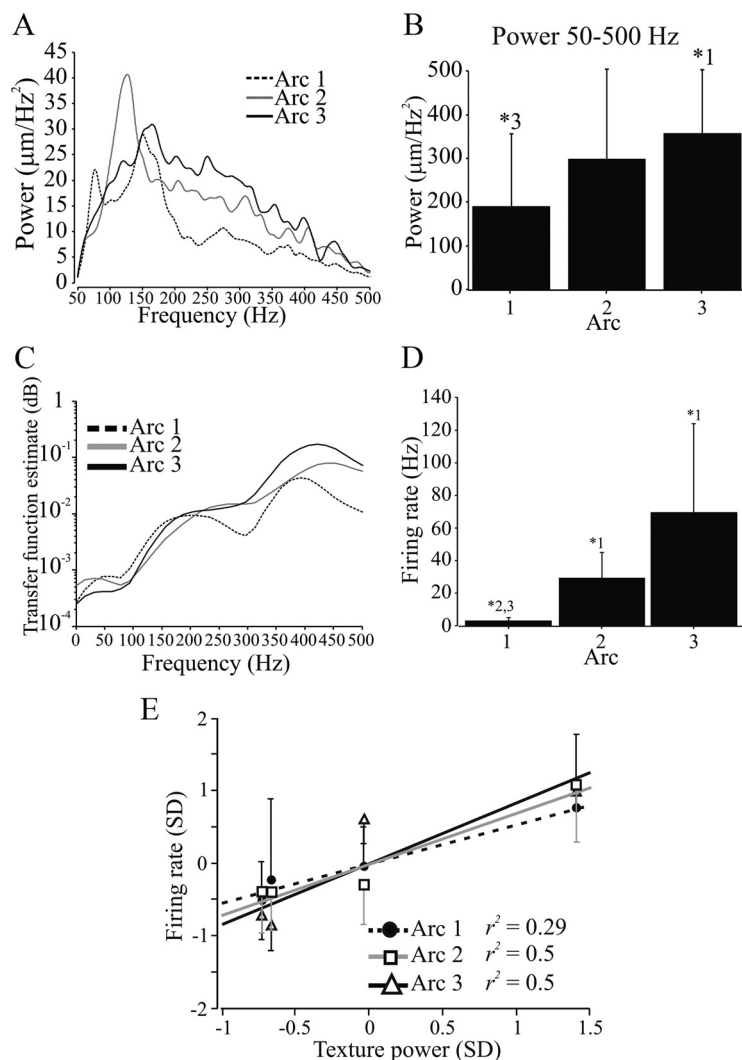 A
Power (μm/Hz²)
45
40
35
30
25
20
15
10
5
0
50 100 150 200 250 300 350 400 450 500
Frequency (Hz)
Arc 1
Arc 2
Arc 3
B
Power 50-500 Hz
Power (μm/Hz²)
500
400
300
200
100
0
*3
*1
1 2 3
Arc
C
Transfer function estimate (dB)
1
10⁻¹
10⁻²
10⁻³
10⁻⁴
0 50 100 150 200 250 300 350 400 450 500
Frequency (Hz)
Arc 1
Arc 2
Arc 3
D
Firing rate (Hz)
140
120
100
80
60
40
20
0
*2,3
*1
*1
1 2 3
Arc
E
Firing rate (SD)
2
1
0
-1
-2
-1 -0.5 0 0.5 1 1.5
Texture power (SD)
Arc 1 r² = 0.29
Arc 2 r² = 0.5
Arc 3 r² = 0.5